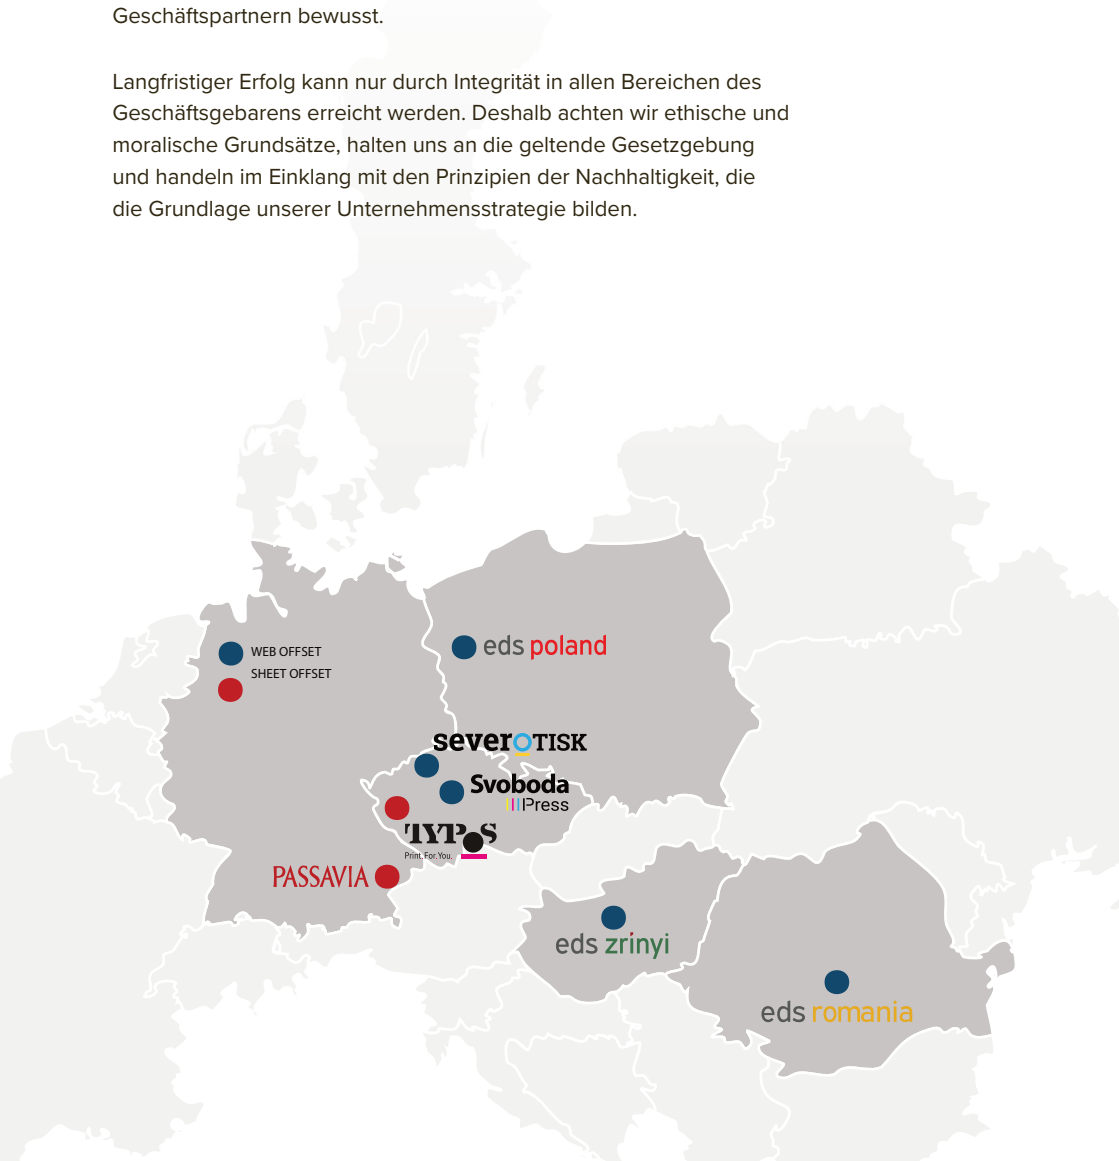 Geschäftspartnern bewusst.
Langfristiger Erfolg kann nur durch Integrität in allen Bereichen des
Geschäftsgebarens erreicht werden. Deshalb achten wir ethische und
moralische Grundsätze, halten uns an die geltende Gesetzgebung
und handeln im Einklang mit den Prinzipien der Nachhaltigkeit, die
die Grundlage unserer Unternehmensstrategie bilden.
eds poland
WEB OFFSET
SHEET OFFSET
severoTISK
Svoboda
Press
TYPOS
Print. For. You.
PASSAVIA
eds zrínyi
eds romania